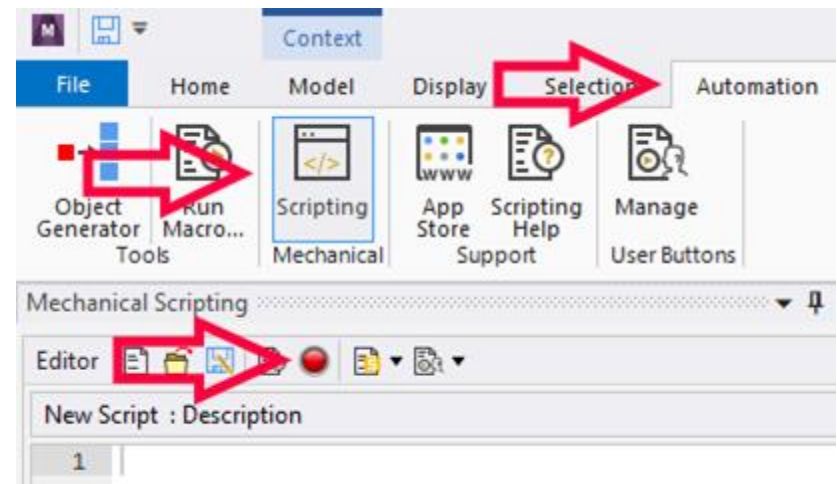 M
Context
File Home Model Display Selection Automation
</> www
Object Generator Run Macro... Scripting App Store Scripting Help Manage
Tools Mechanical Support User Buttons
Mechanical Scripting
Editor
New Script : Description
1